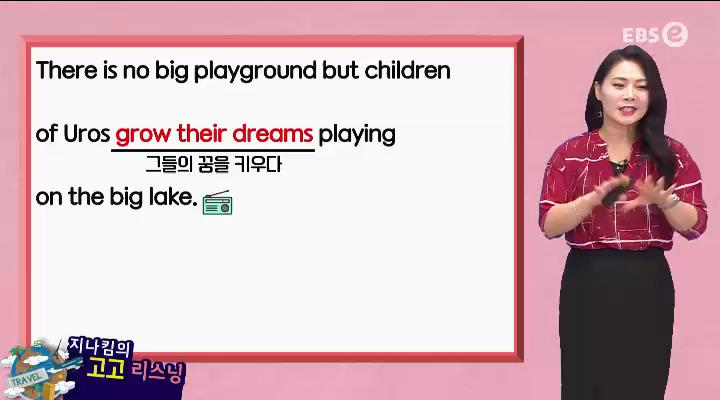 EBS e
There is no big playground but children
of Uros grow their dreams playing
그들의 꿈을 키우다
on the big lake.
지나킴의
고고 리스닝
TRAVEL